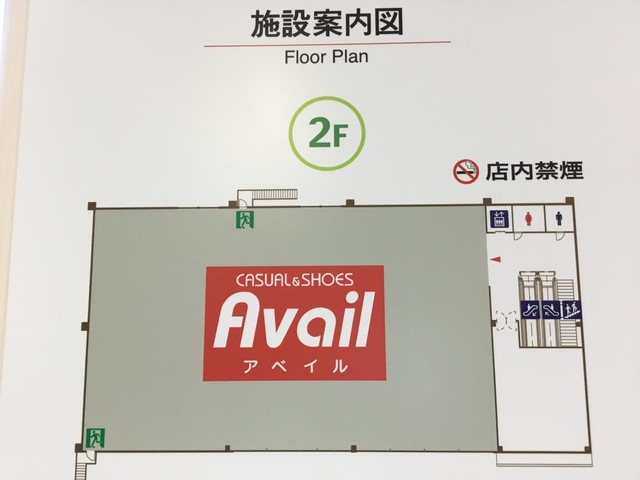 施設案内図
Floor Plan
2F
店内禁煙
CASUAL&SHOES
Avail
アベイル